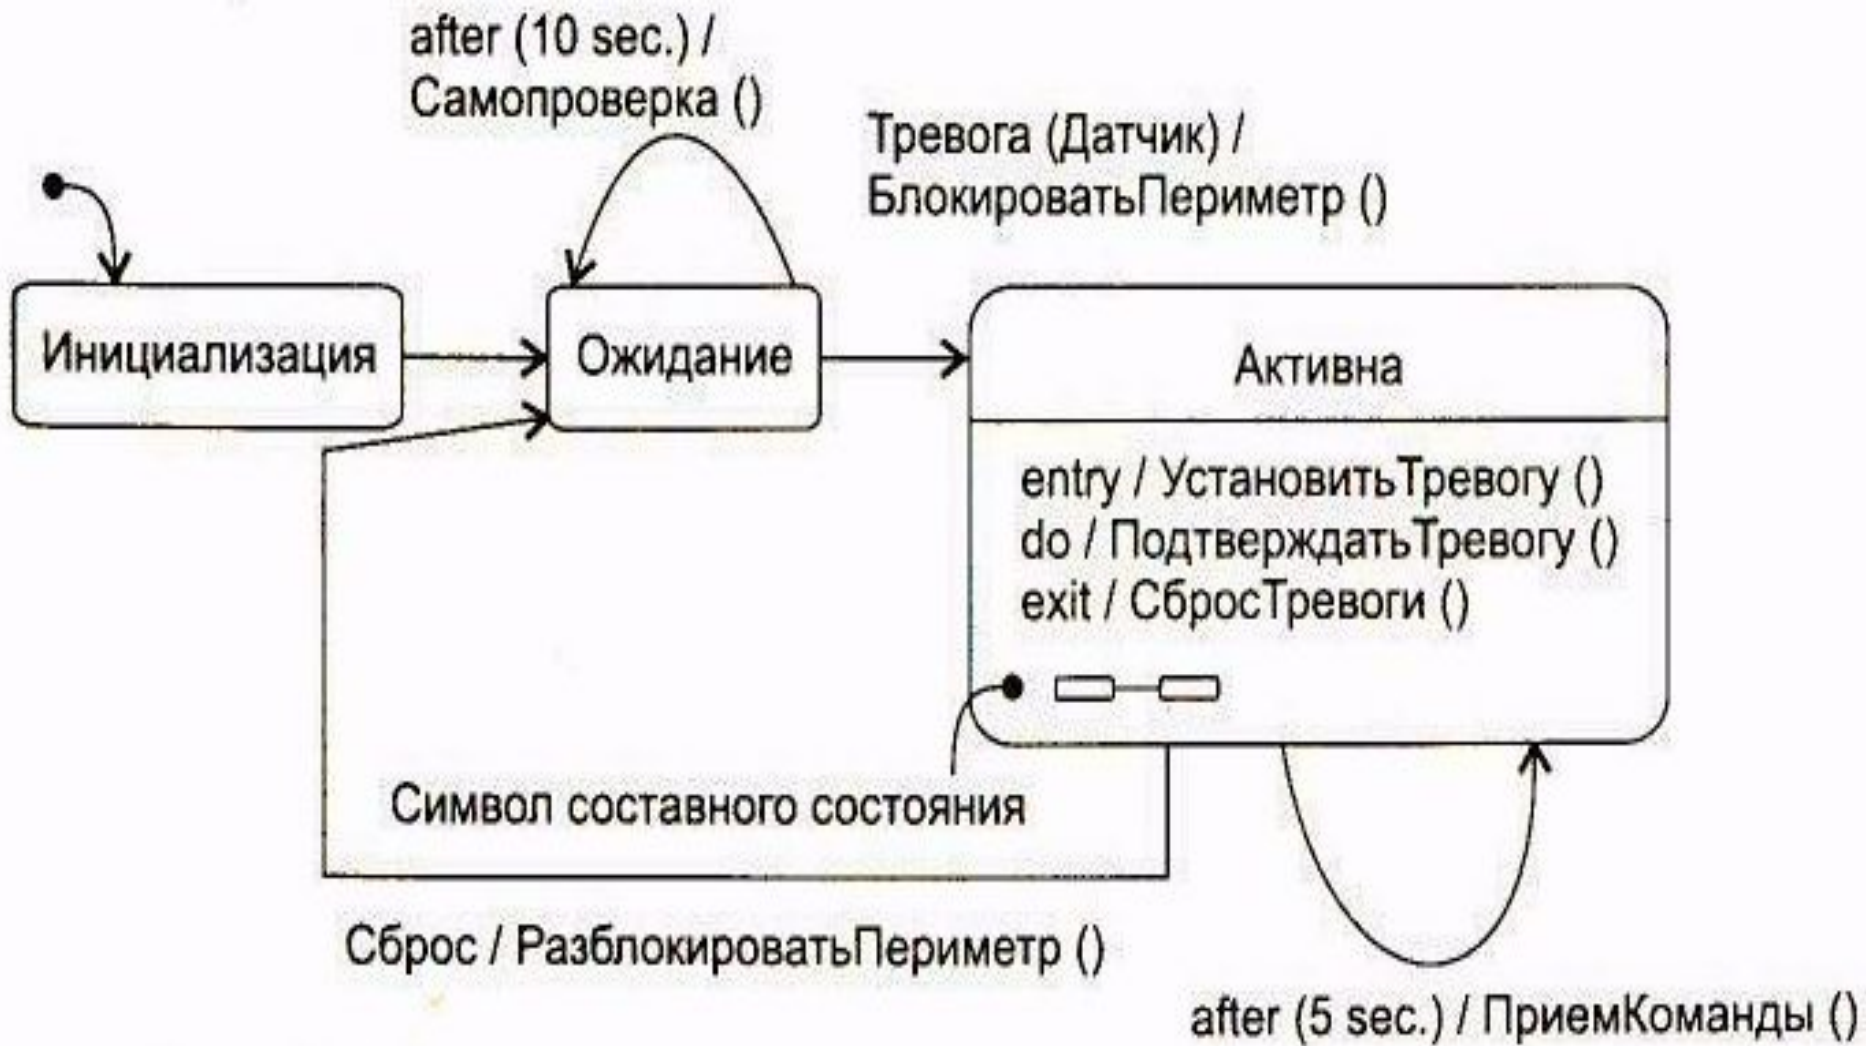 after (10 sec.) /
Самопроверка ()
Тревога (Датчик) /
БлокироватьПериметр ()
Инициализация
Ожидание
Активна
entry / УстановитьТревогу ()
do / ПодтверждатьТревогу ()
exit / СбросТревоги ()
Символ составного состояния
Сброс / РазблокироватьПериметр ()
after (5 sec.) / ПриемКоманды ()